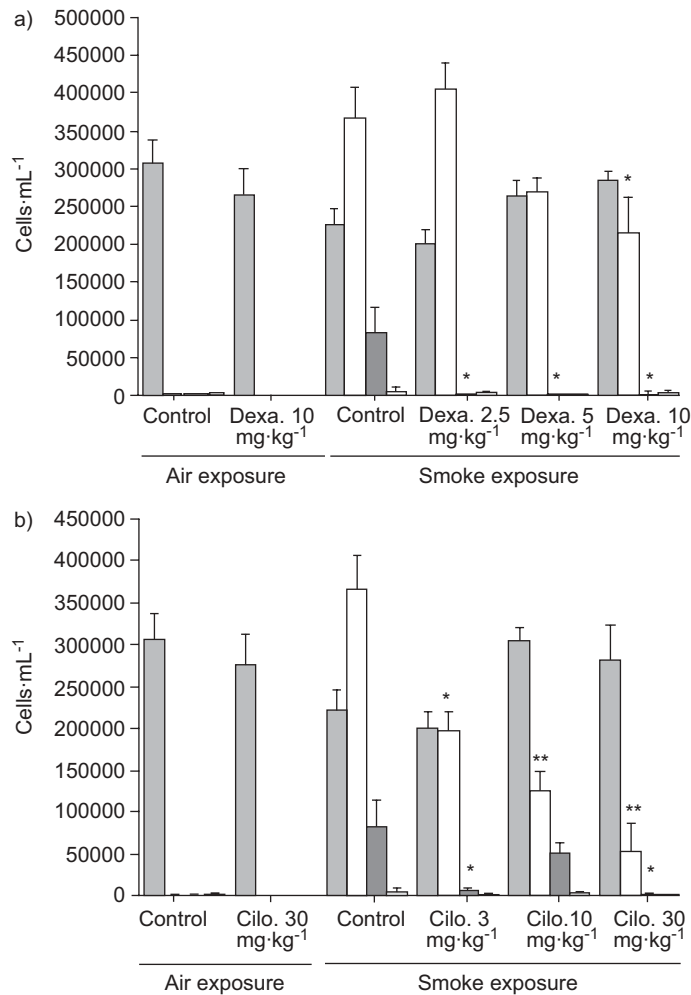 a)
500000
450000
400000
350000
300000
250000
200000
150000
100000
50000
0
Cells·mL⁻¹
*
*
*
*
Control
Dexa. 10 mg·kg⁻¹
Control
Dexa. 2.5 mg·kg⁻¹
Dexa. 5 mg·kg⁻¹
Dexa. 10 mg·kg⁻¹
Air exposure
Smoke exposure
b)
450000
400000
350000
300000
250000
200000
150000
100000
50000
0
Cells·mL⁻¹
*
*
**
**
*
Control
Cilo. 30 mg·kg⁻¹
Control
Cilo. 3 mg·kg⁻¹
Cilo.10 mg·kg⁻¹
Cilo. 30 mg·kg⁻¹
Air exposure
Smoke exposure